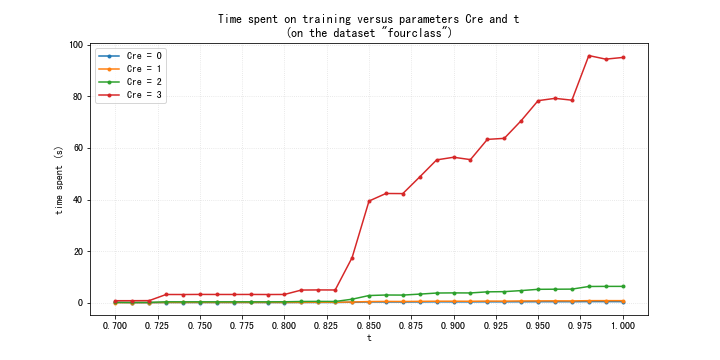 Time spent on training versus parameters Cre and t
(on the dataset "fourclass")
Cre = 0
Cre = 1
Cre = 2
Cre = 3
time spent (s)
100
80
60
40
20
0
0.700 0.725 0.750 0.775 0.800 0.825 0.850 0.875 0.900 0.925 0.950 0.975 1.000
t